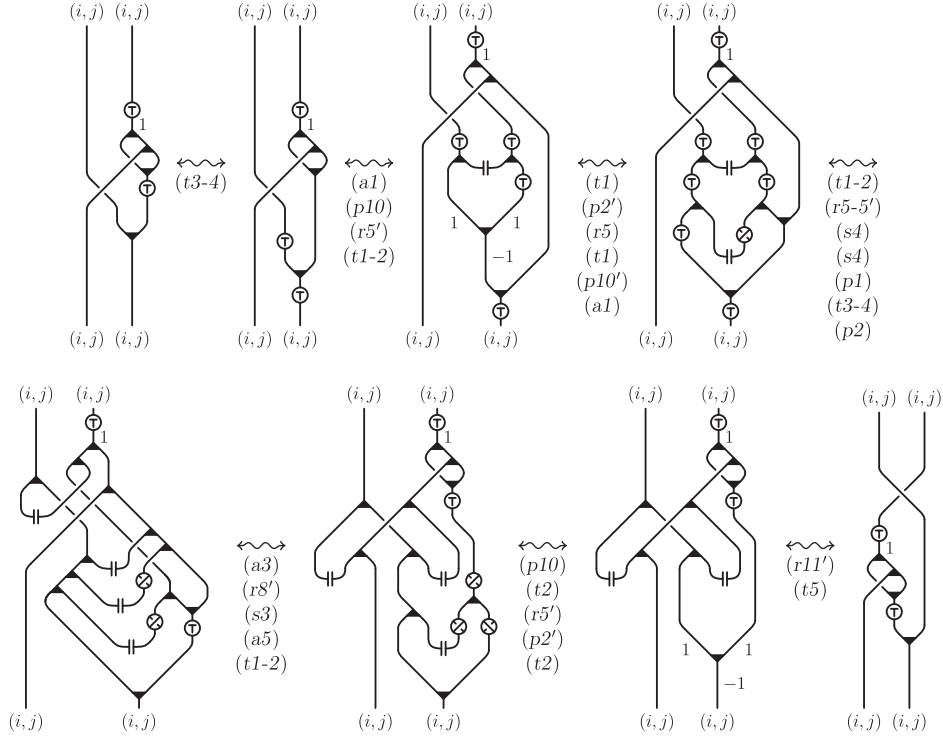 (i, j) (i, j) (i, j) (i, j) (i, j) (i, j) (i, j) (i, j)
T T T T
1 1 1 1
T T T T T
(t3-4) (a1) (t1) (t1-2)
T T T T
(p10) (p2′) (r5-5′)
(r5′) (r5) (s4)
1 1
T T
(t1-2) (t1) (s4)
−1
(p10′) (p1)
T
(a1) (t3-4)
T T
(i, j) (i, j) (i, j) (i, j) (i, j) (i, j) (i, j) (i, j)
(p2)
(i, j) (i, j) (i, j) (i, j) (i, j) (i, j) (i, j) (i, j)
T T T
1 1 1
T T
T
1
(a3) (p10) (r11′)
(r8′) (t2) (t5)
(s3) (r5′)
T
T
(a5) (p2′)
1 1
(t1-2) (t2)
−1
(i, j) (i, j) (i, j) (i, j) (i, j) (i, j) (i, j) (i, j)